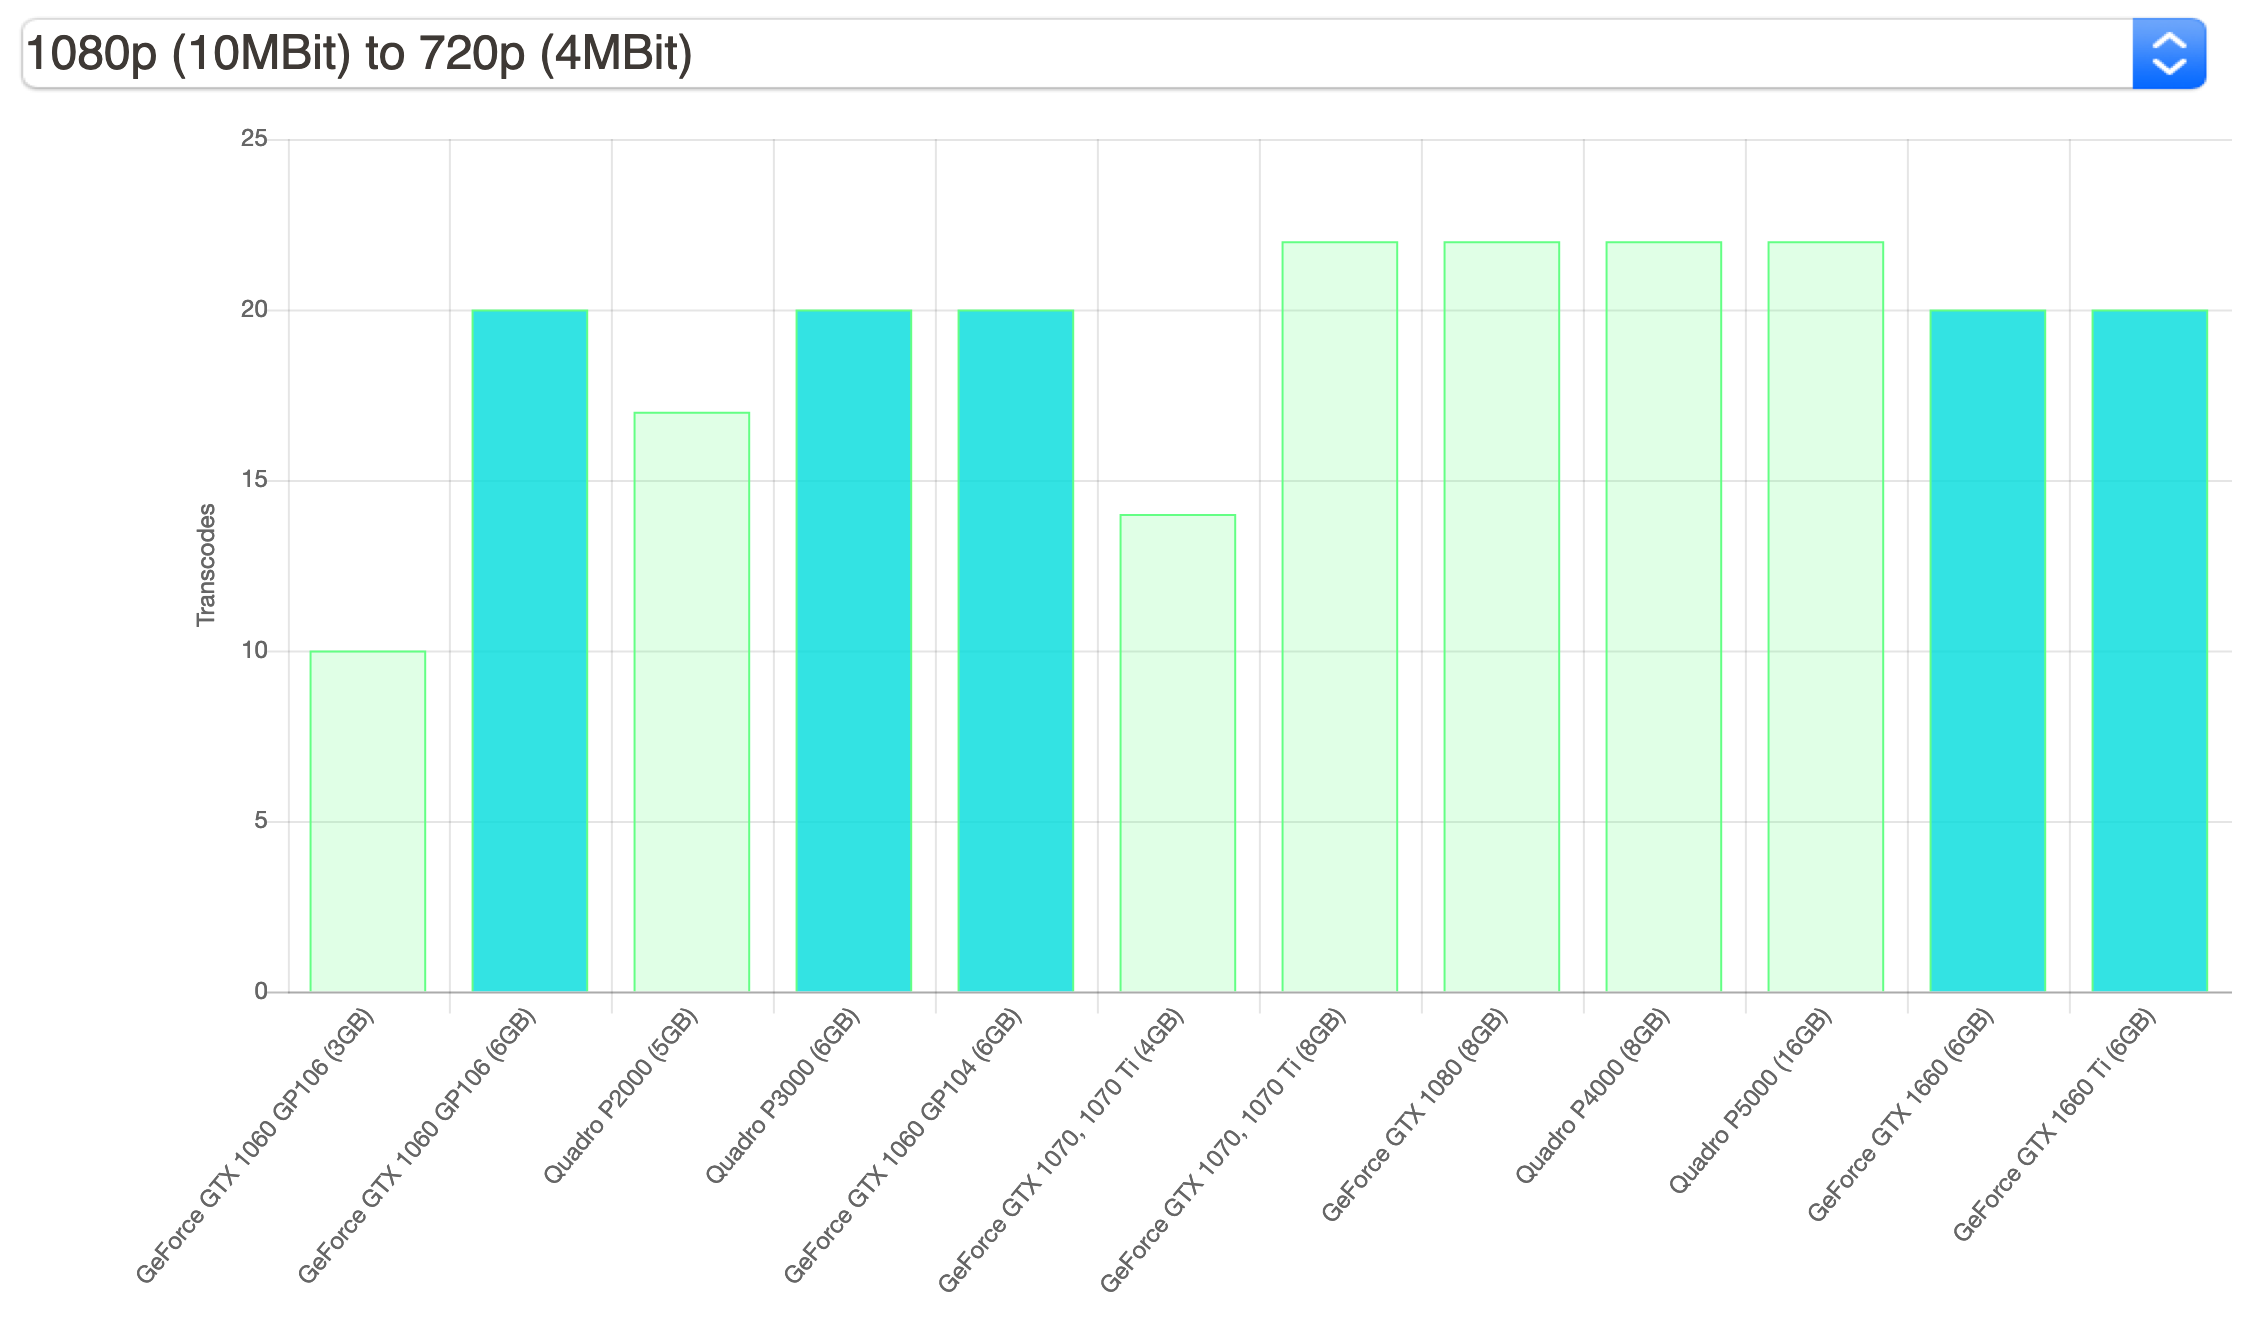 1080p (10MBit) to 720p (4MBit)
25
20
15
10
5
0
Transcodes
GeForce GTX 1060 GP106 (3GB)
GeForce GTX 1060 GP106 (6GB)
Quadro P2000 (5GB)
Quadro P3000 (6GB)
GeForce GTX 1060 GP104 (6GB)
GeForce GTX 1070, 1070 Ti (4GB)
GeForce GTX 1070, 1070 Ti (8GB)
GeForce GTX 1080 (8GB)
Quadro P4000 (8GB)
Quadro P5000 (16GB)
GeForce GTX 1660 (6GB)
GeForce GTX 1660 Ti (6GB)